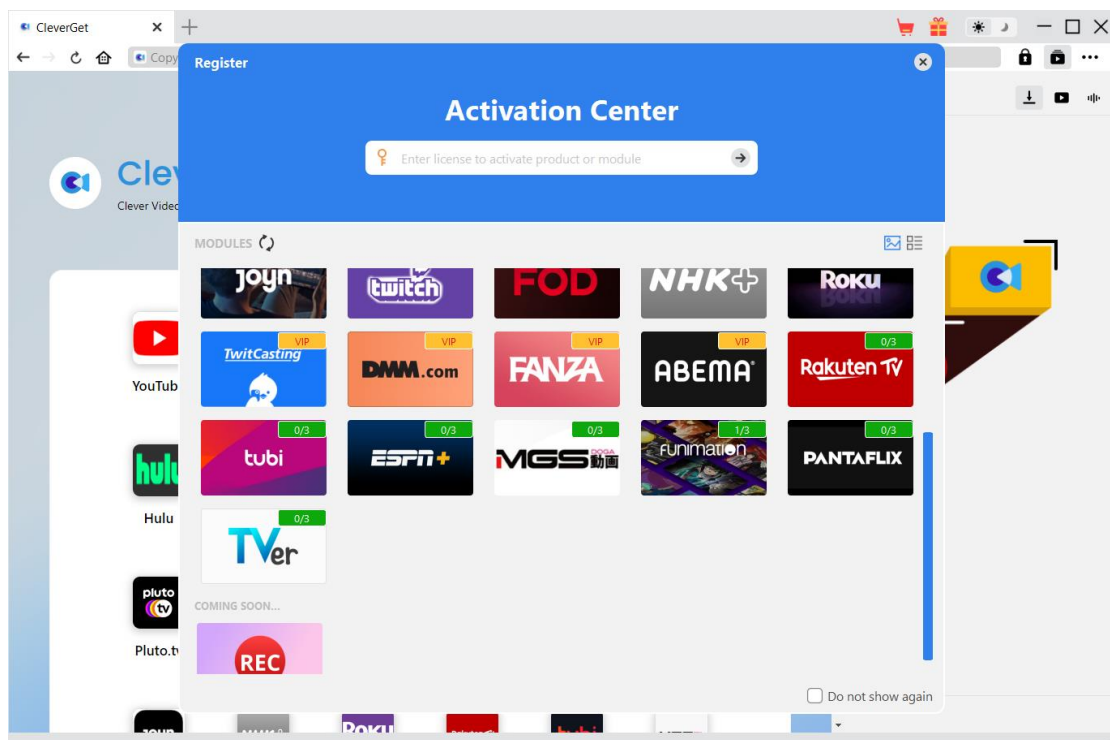 CleverGet
Copy
Register
Activation Center
Enter license to activate product or module
Clever Video
MODULES
joyn
twitch
FOD
NHK+
ROKU
VIP
TwitCasting
VIP
DMM.com
VIP
FANZA
VIP
ABEMA
0/3
Rakuten TV
0/3
tubi
0/3
ESPN+
0/3
MGS動画
DOGA
1/3
FUNIMATION
0/3
PANTAFLIX
0/3
TVer
COMING SOON...
REC
YouTub
hulu
Hulu
pluto
tv
Pluto.tv
Do not show again